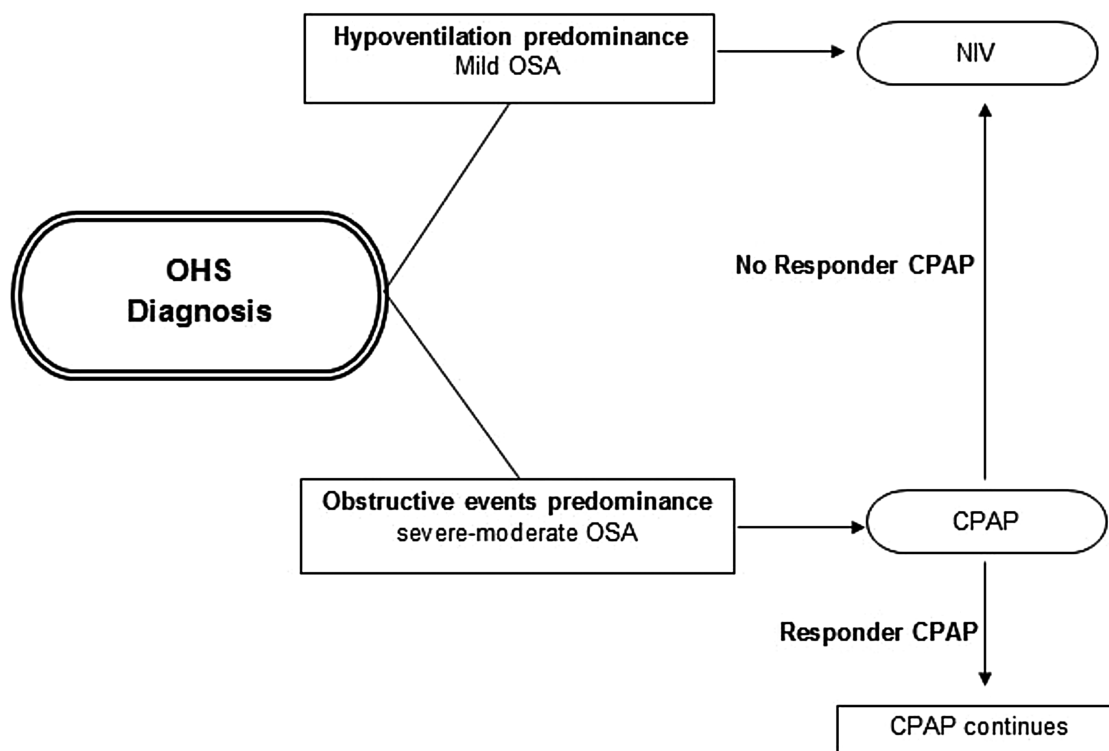 Hypoventilation predominance
Mild OSA
NIV
OHS
Diagnosis
No Responder CPAP
Obstructive events predominance
severe-moderate OSA
CPAP
Responder CPAP
CPAP continues